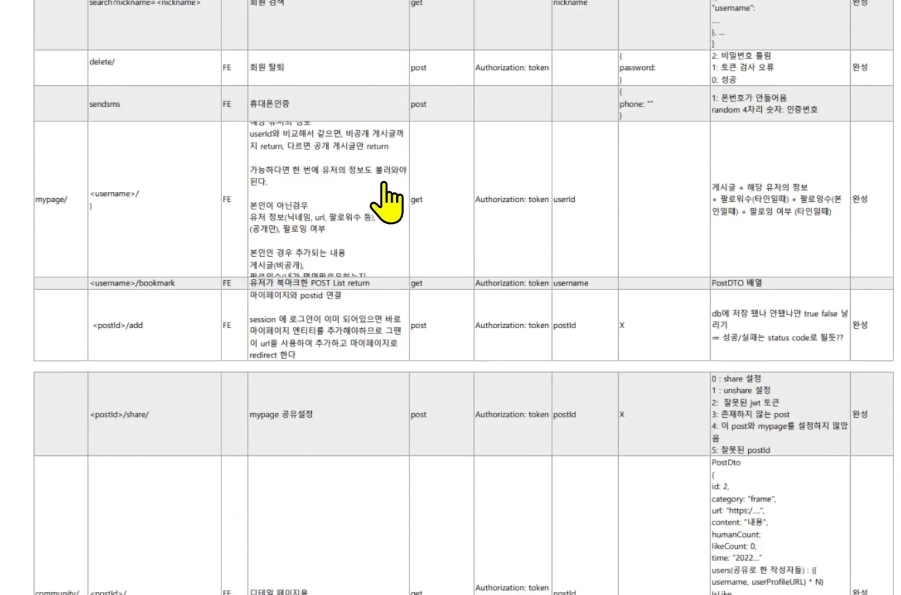 search?nickname=<nickname>
회원 검색
get
nickname
"username":
....
}, ...
]
완성
delete/
FE
회원 탈퇴
post
Authorization: token
{
password:
}
2: 비밀번호 틀림
1: 토큰 검사 오류
0: 성공
완성
sendsms
FE
휴대폰인증
post
{
phone: ""
}
1: 폰번호가 안들어옴
random 4자리 숫자: 인증번호
mypage/
<username>/
)
FE
해당 유저의 정보
userId와 비교해서 같으면, 비공개 게시글까
지 return, 다르면 공개 게시글만 return
가능하다면 한 번에 유저의 정보도 불러와야
된다.
본인이 아닌경우
유저 정보(닉네임, url, 팔로워수 등),
(공개만), 팔로잉 여부
본인인 경우 추가되는 내용
게시글(비공개),
get
Authorization: token
userId
게시글 + 해당 유저의 정보
+ 팔로워수(타인일때) + 팔로잉수(본
인일때) + 팔로잉 여부 (타인일때)
완성
<username>/bookmark
FE
유저가 북마크한 POST List return
get
Authorization: token
username
PostDTO 배열
완성
<postId>/add
FE
마이페이지와 postid 연결
session 에 로그인이 이미 되어있으면 바로
마이페이지 엔티티를 추가해야하므로 그땐
이 url을 사용하여 추가하고 마이페이지로
redirect 한다
post
Authorization: token
postId
X
db에 저장 됐나 안됐나만 true false 날
리기
⇒ 성공/실패는 status code로 될듯??
완성
<postId>/share/
mypage 공유설정
post
Authorization: token
postId
X
0 : share 설정
1 : unshare 설정
2: 잘못된 jwt 토큰
3: 존재하지 않는 post
4: 이 post와 mypage를 설정하지 않았
음
5: 잘못된 postId
완성
community/
<postId>/
FE
디테일 페이지용
get
Authorization: token
postId
PostDto
{
id: 2,
category: "frame",
url: "https:/....",
content: "내용",
humanCount:
likeCount: 0,
time: "2022..."
users(공유로 한 작성자들) : {{
username, userProfileURL} * N}
isLike
완성